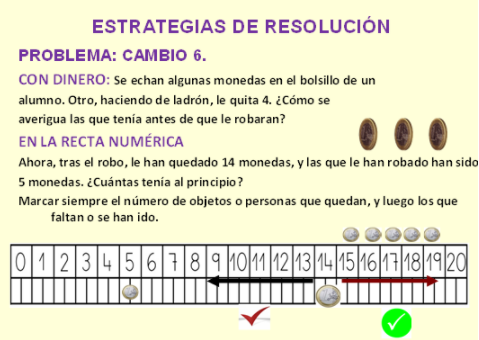 ESTRATEGIAS DE RESOLUCIÓN
PROBLEMA: CAMBIO 6.
CON DINERO: Se echan algunas monedas en el bolsillo de un
alumno. Otro, haciendo de ladrón, le quita 4. ¿Cómo se
averigua las que tenía antes de que le robaran?
EN LA RECTA NUMÉRICA
Ahora, tras el robo, le han quedado 14 monedas, y las que le han robado han sido
5 monedas. ¿Cuántas tenía al principio?
Marcar siempre el número de objetos o personas que quedan, y luego los que
faltan o se han ido.
0 1 2 3 4 5 6 7 8 9 10 11 12 13 14 15 16 17 18 19 20